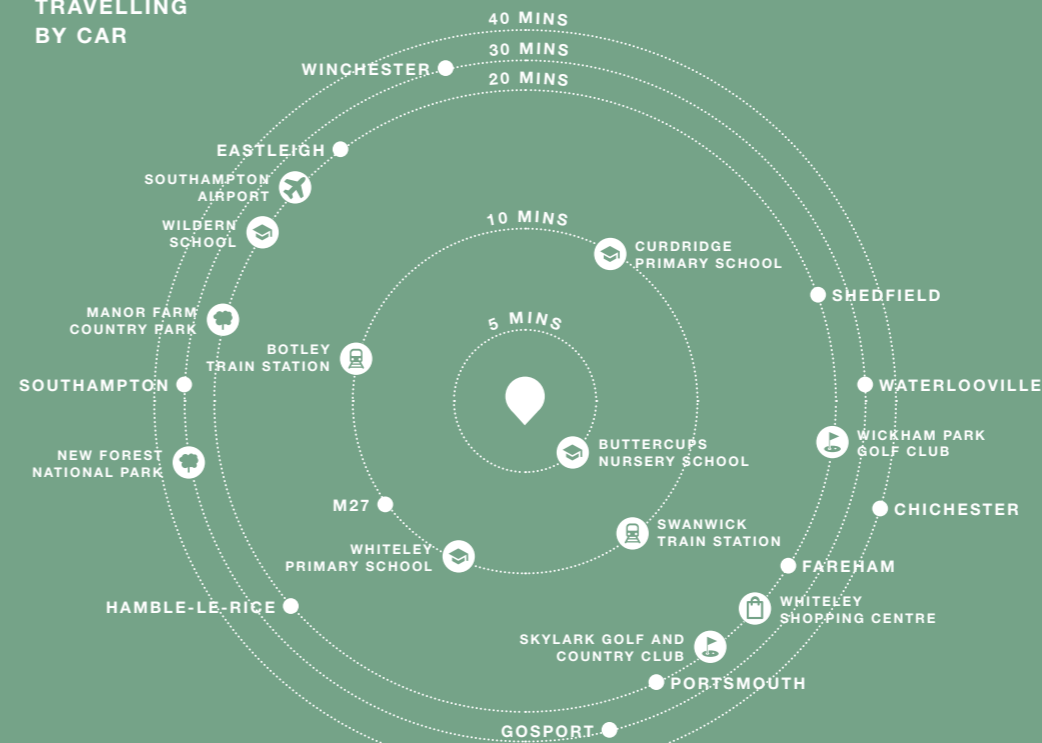 TRAVELLING
BY CAR
40 MINS
30 MINS
20 MINS
WINCHESTER
EASTLEIGH
SOUTHAMPTON
AIRPORT
WILDERN
SCHOOL
10 MINS
CURDRIDGE
PRIMARY SCHOOL
SHEDFIELD
MANOR FARM
COUNTRY PARK
5 MINS
BOTLEY
TRAIN STATION
SOUTHAMPTON
WATERLOOVILLE
WICKHAM PARK
GOLF CLUB
BUTTERCUPS
NURSERY SCHOOL
NEW FOREST
NATIONAL PARK
M27
CHICHESTER
SWANWICK
TRAIN STATION
WHITELEY
PRIMARY SCHOOL
FAREHAM
HAMBLE-LE-RICE
WHITELEY
SHOPPING CENTRE
SKYLARK GOLF AND
COUNTRY CLUB
PORTSMOUTH
GOSPORT